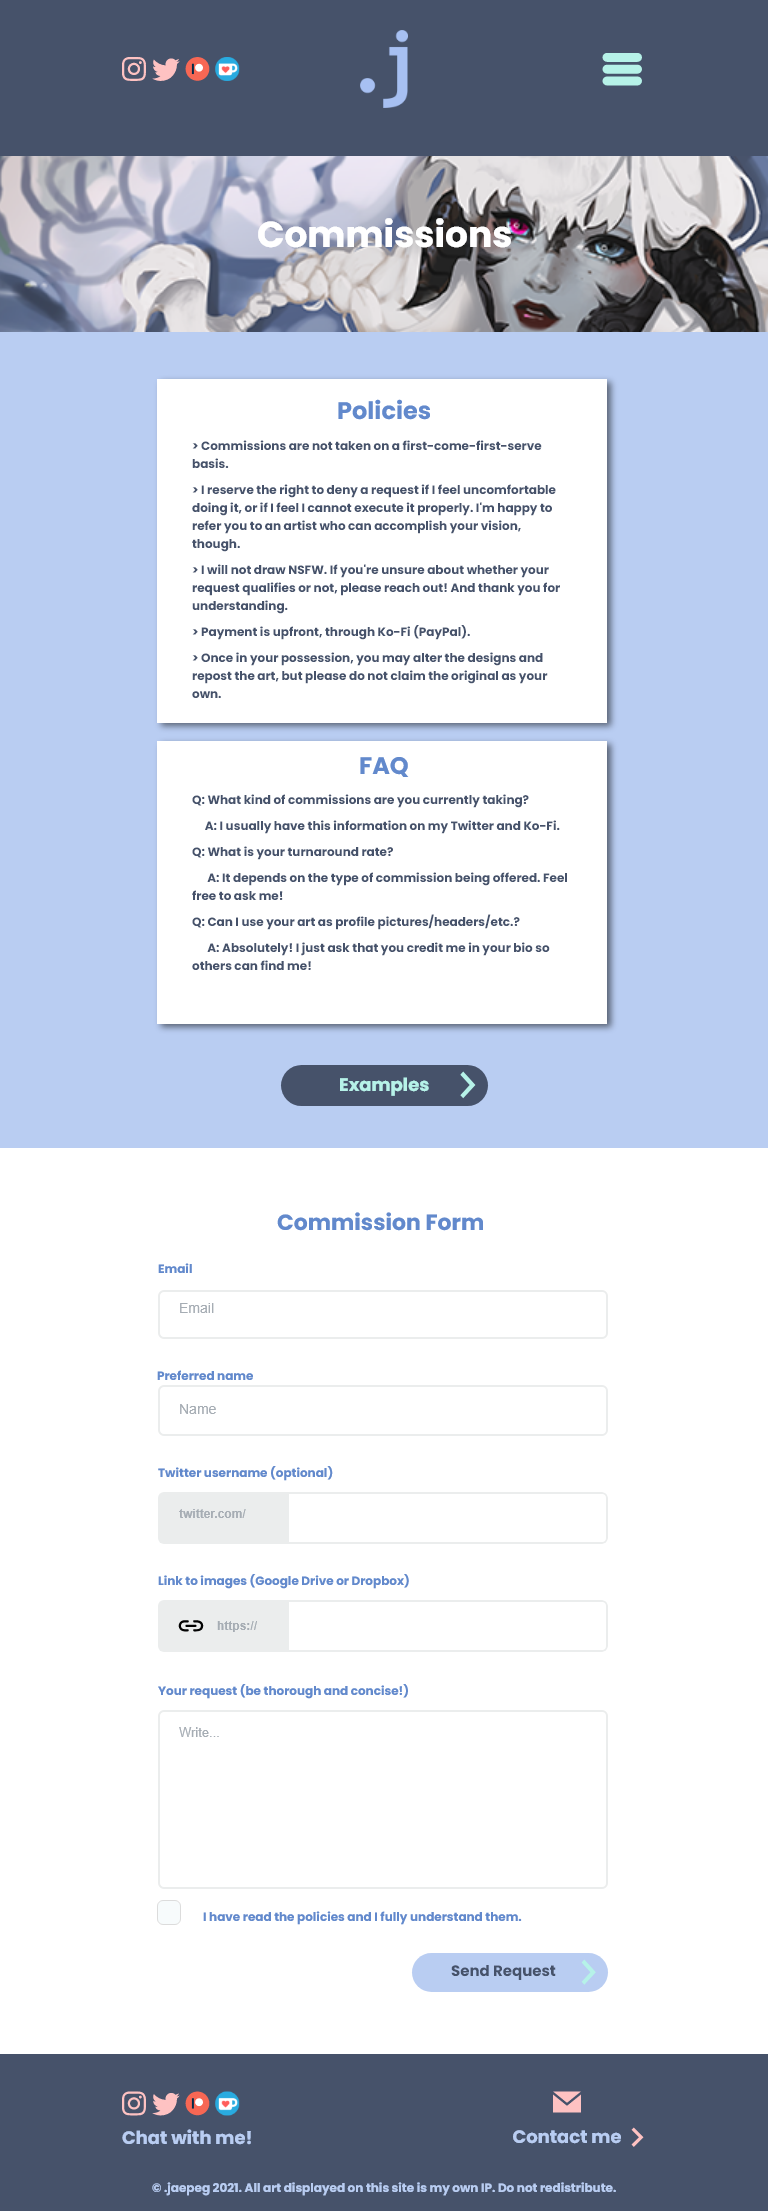 .j
Commissions
Policies
> Commissions are not taken on a first-come-first-serve
basis.
> I reserve the right to deny a request if I feel uncomfortable
doing it, or if I feel I cannot execute it properly. I'm happy to
refer you to an artist who can accomplish your vision,
though.
> I will not draw NSFW. If you're unsure about whether your
request qualifies or not, please reach out! And thank you for
understanding.
> Payment is upfront, through Ko-Fi (PayPal).
> Once in your possession, you may alter the designs and
repost the art, but please do not claim the original as your
own.
FAQ
Q: What kind of commissions are you currently taking?
A: I usually have this information on my Twitter and Ko-Fi.
Q: What is your turnaround rate?
A: It depends on the type of commission being offered. Feel
free to ask me!
Q: Can I use your art as profile pictures/headers/etc.?
A: Absolutely! I just ask that you credit me in your bio so
others can find me!
Examples
Commission Form
Email
Email
Preferred name
Name
Twitter username (optional)
twitter.com/
Link to images (Google Drive or Dropbox)
https://
Your request (be thorough and concise!)
Write...
I have read the policies and I fully understand them.
Send Request
Chat with me!
Contact me
© .jaepeg 2021. All art displayed on this site is my own IP. Do not redistribute.